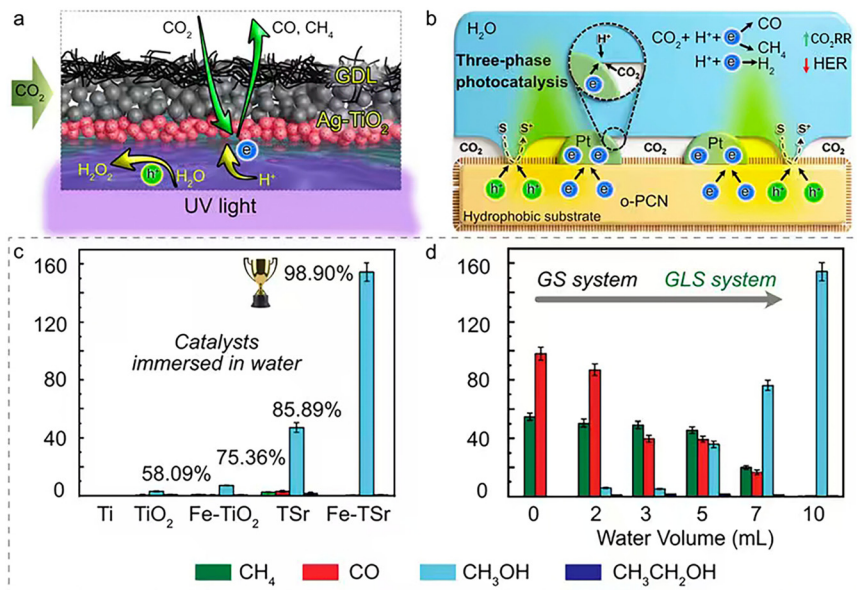 a
CO₂
CO, CH₄
GDL
CO₂
Ag-TiO₂
H₂O₂
h⁺
H₂O
e
H⁺
UV light
b
H₂O
Three-phase
photocatalysis
H⁺
e
CO₂
CO₂ + H⁺ e
CO
CH₄
H⁺ e H₂
↑CO₂RR
↓HER
CO₂
S
S⁺
Pt
e e
CO₂
Pt
e e
S
S⁺
CO₂
h⁺ h⁺ e e
e e h⁺ h⁺
o-PCN
Hydrophobic substrate
c
160
120
80
40
0
98.90%
Catalysts
immersed in water
85.89%
75.36%
58.09%
Ti TiO₂ Fe-TiO₂ TSr Fe-TSr
d
160
120
80
40
0
GS system GLS system
0 2 3 5 7 10
Water Volume (mL)
CH₄ CO CH₃OH CH₃CH₂OH